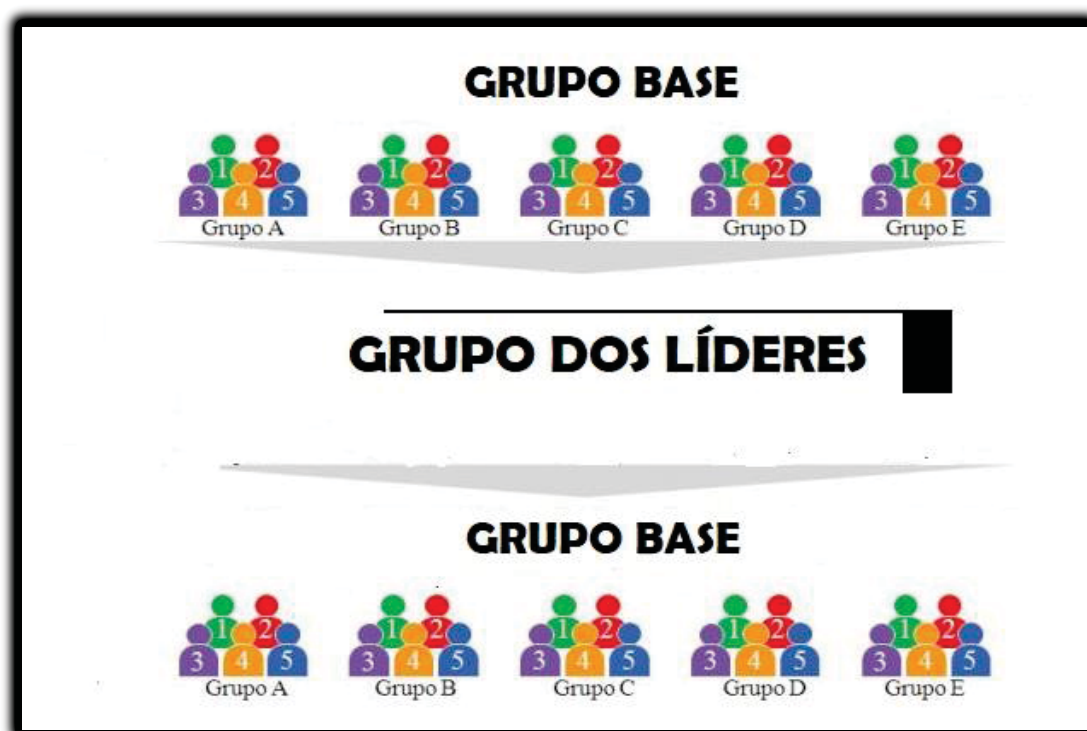 GRUPO BASE
1 2 1 2 1 2 1 2 1 2
3 4 5 3 4 5 3 4 5 3 4 5 3 4 5
Grupo A Grupo B Grupo C Grupo D Grupo E
GRUPO DOS LÍDERES
GRUPO BASE
1 2 1 2 1 2 1 2 1 2
3 4 5 3 4 5 3 4 5 3 4 5 3 4 5
Grupo A Grupo B Grupo C Grupo D Grupo E